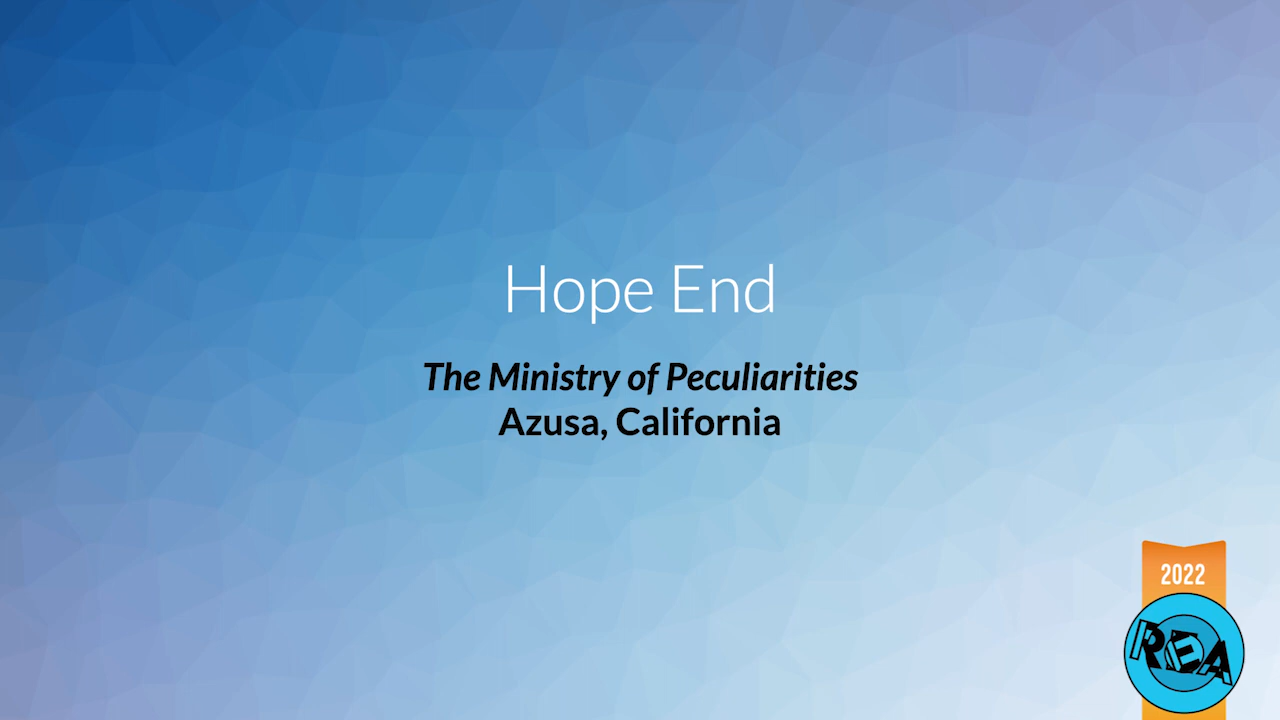 Hope End
The Ministry of Peculiarities
Azusa, California
2022
REA